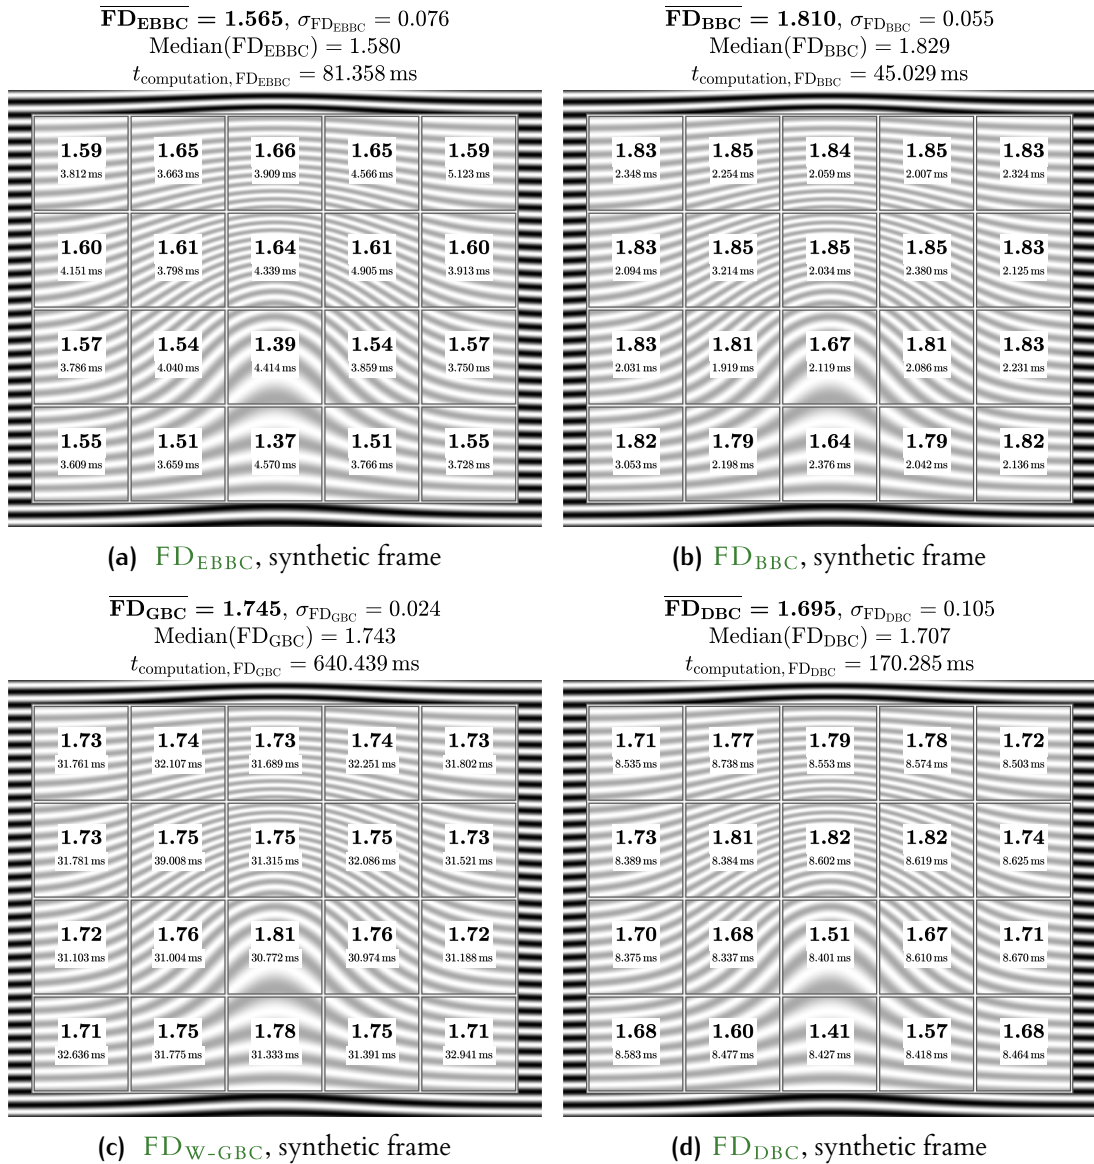 FD_EBBC = 1.565, σ_FD_EBBC = 0.076
Median(FD_EBBC) = 1.580
t_computation, FD_EBBC = 81.358 ms
1.59 1.65 1.66 1.65 1.59
3.812 ms 3.663 ms 3.909 ms 4.566 ms 5.123 ms
1.60 1.61 1.64 1.61 1.60
4.151 ms 3.798 ms 4.339 ms 4.905 ms 3.913 ms
1.57 1.54 1.39 1.54 1.57
3.786 ms 4.040 ms 4.414 ms 3.859 ms 3.750 ms
1.55 1.51 1.37 1.51 1.55
3.609 ms 3.659 ms 4.570 ms 3.766 ms 3.728 ms
(a) FD_EBBC, synthetic frame
FD_BBC = 1.810, σ_FD_BBC = 0.055
Median(FD_BBC) = 1.829
t_computation, FD_BBC = 45.029 ms
1.83 1.85 1.84 1.85 1.83
2.348 ms 2.254 ms 2.059 ms 2.007 ms 2.324 ms
1.83 1.85 1.85 1.85 1.83
2.094 ms 3.214 ms 2.034 ms 2.380 ms 2.125 ms
1.83 1.81 1.67 1.81 1.83
2.031 ms 1.919 ms 2.119 ms 2.086 ms 2.231 ms
1.82 1.79 1.64 1.79 1.82
3.053 ms 2.198 ms 2.376 ms 2.042 ms 2.136 ms
(b) FD_BBC, synthetic frame
FD_GBC = 1.745, σ_FD_GBC = 0.024
Median(FD_GBC) = 1.743
t_computation, FD_GBC = 640.439 ms
1.73 1.74 1.73 1.74 1.73
31.761 ms 32.107 ms 31.689 ms 32.251 ms 31.802 ms
1.73 1.75 1.75 1.75 1.73
31.781 ms 39.008 ms 31.315 ms 32.086 ms 31.521 ms
1.72 1.76 1.81 1.76 1.72
31.103 ms 31.004 ms 30.772 ms 30.974 ms 31.188 ms
1.71 1.75 1.78 1.75 1.71
32.636 ms 31.775 ms 31.333 ms 31.391 ms 32.941 ms
(c) FD_W-GBC, synthetic frame
FD_DBC = 1.695, σ_FD_DBC = 0.105
Median(FD_DBC) = 1.707
t_computation, FD_DBC = 170.285 ms
1.71 1.77 1.79 1.78 1.72
8.535 ms 8.738 ms 8.553 ms 8.574 ms 8.503 ms
1.73 1.81 1.82 1.82 1.74
8.389 ms 8.384 ms 8.602 ms 8.619 ms 8.625 ms
1.70 1.68 1.51 1.67 1.71
8.375 ms 8.337 ms 8.401 ms 8.610 ms 8.670 ms
1.68 1.60 1.41 1.57 1.68
8.583 ms 8.477 ms 8.427 ms 8.418 ms 8.464 ms
(d) FD_DBC, synthetic frame